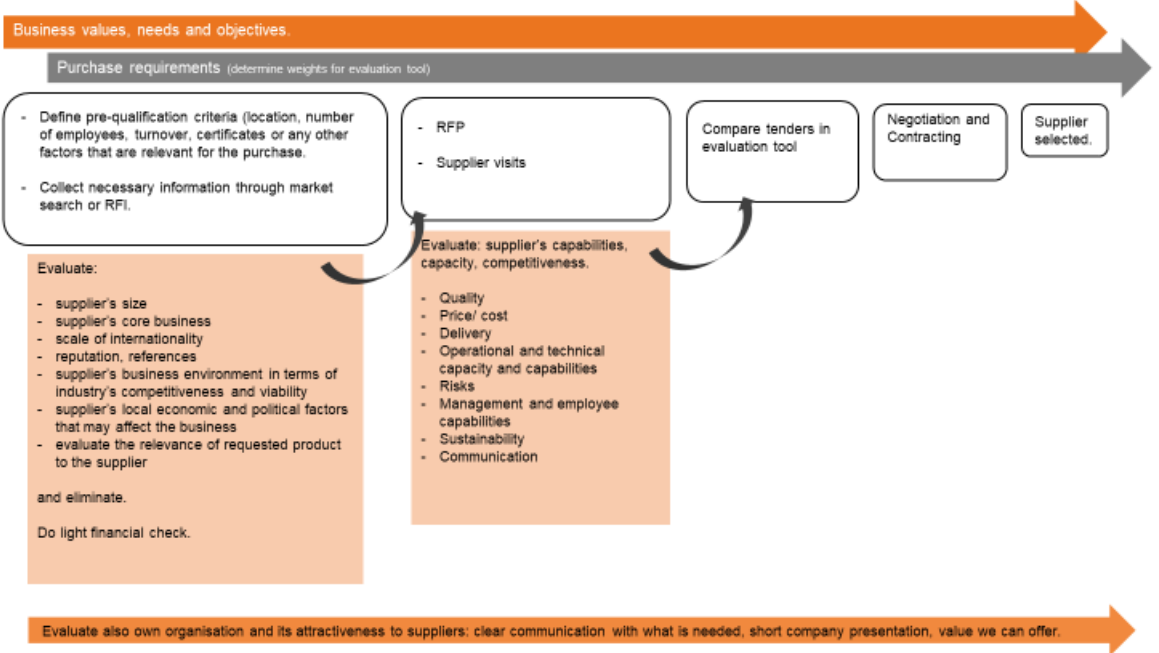 Business values, needs and objectives.
Purchase requirements (determine weights for evaluation tool)
- Define pre-qualification criteria (location, number
of employees, turnover, certificates or any other
factors that are relevant for the purchase.
- Collect necessary information through market
search or RFI.
- RFP
- Supplier visits
Compare tenders in
evaluation tool
Negotiation and
Contracting
Supplier
selected.
Evaluate:
- supplier's size
- supplier's core business
- scale of internationality
- reputation, references
- supplier's business environment in terms of
industry's competitiveness and viability
- supplier's local economic and political factors
that may affect the business
- evaluate the relevance of requested product
to the supplier
and eliminate.
Do light financial check.
Evaluate: supplier's capabilities,
capacity, competitiveness.
- Quality
- Price/ cost
- Delivery
- Operational and technical
capacity and capabilities
- Risks
- Management and employee
capabilities
- Sustainability
- Communication
Evaluate also own organisation and its attractiveness to suppliers: clear communication with what is needed, short company presentation, value we can offer.